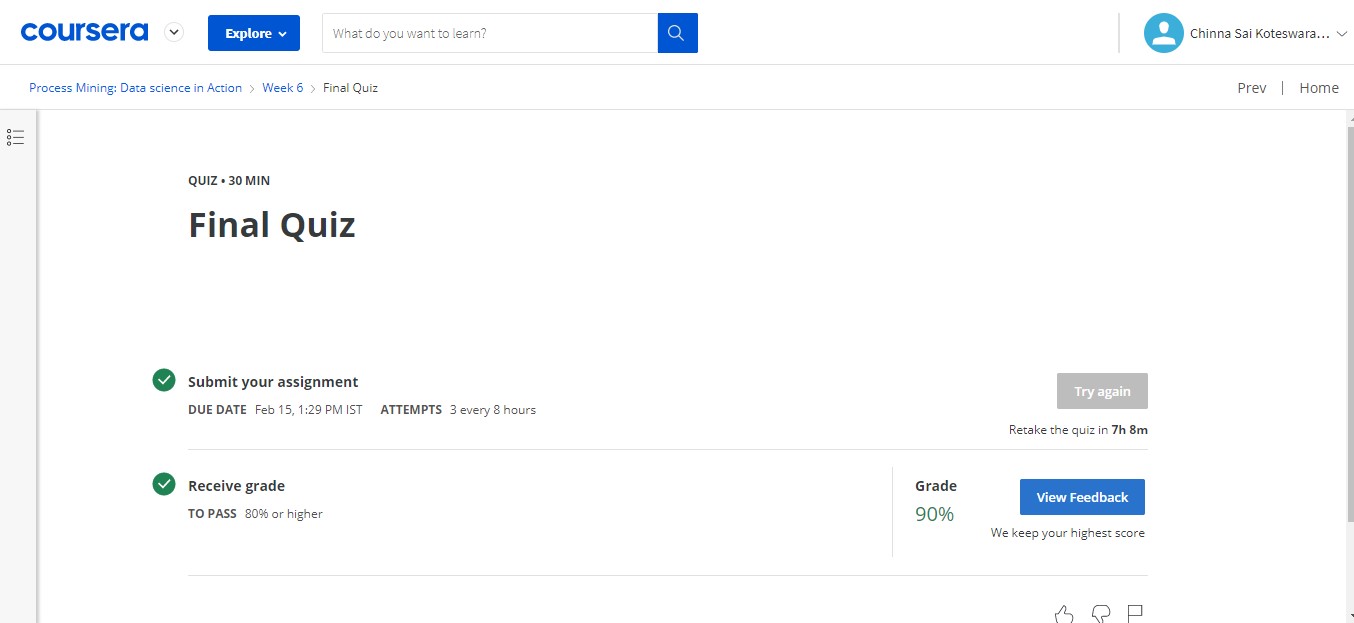 coursera
Explore
What do you want to learn?
Chinna Sai Koteswara...
Process Mining: Data science in Action > Week 6 > Final Quiz
Prev | Home
QUIZ • 30 MIN
Final Quiz
Submit your assignment
DUE DATE Feb 15, 1:29 PM IST ATTEMPTS 3 every 8 hours
Try again
Retake the quiz in 7h 8m
Receive grade
TO PASS 80% or higher
Grade
90%
View Feedback
We keep your highest score